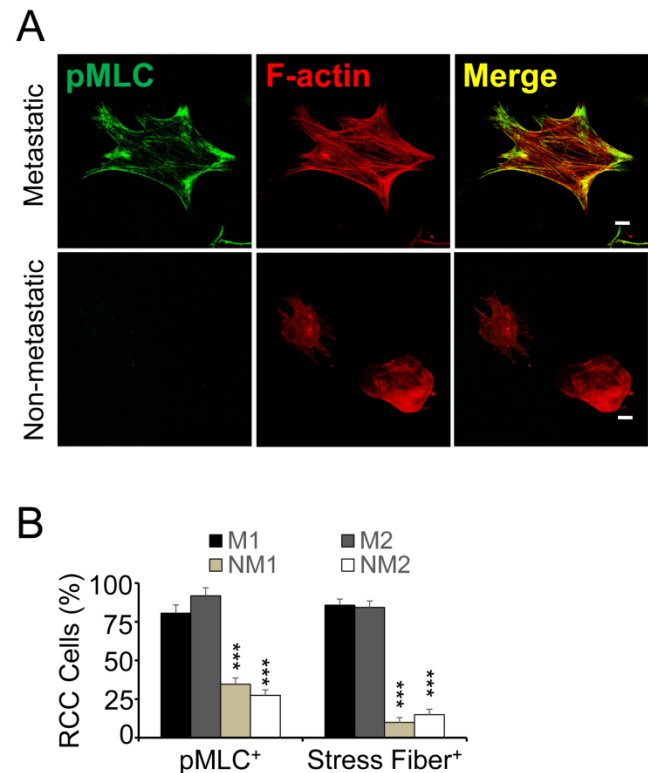 A
pMLC F-actin Merge
Metastatic
Non-metastatic
B
M1 M2
NM1 NM2
RCC Cells (%)
100
75
50
25
0
*** *** *** ***
pMLC⁺ Stress Fiber⁺